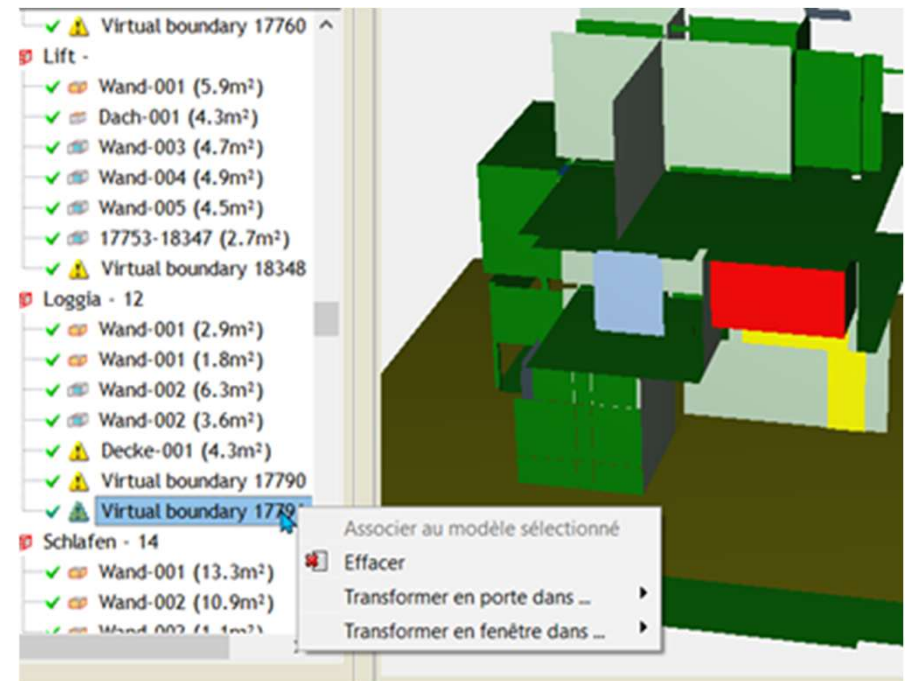 Virtual boundary 17760
Lift -
Wand-001 (5.9m²)
Dach-001 (4.3m²)
Wand-003 (4.7m²)
Wand-004 (4.9m²)
Wand-005 (4.5m²)
17753-18347 (2.7m²)
Virtual boundary 18348
Loggia - 12
Wand-001 (2.9m²)
Wand-001 (1.8m²)
Wand-002 (6.3m²)
Wand-002 (3.6m²)
Decke-001 (4.3m²)
Virtual boundary 17790
Virtual boundary
Schlafen - 14
Wand-001 (13.3m²)
Wand-002 (10.9m²)
Associer au modèle sélectionné
Effacer
Transformer en porte dans ...
Transformer en fenêtre dans ...